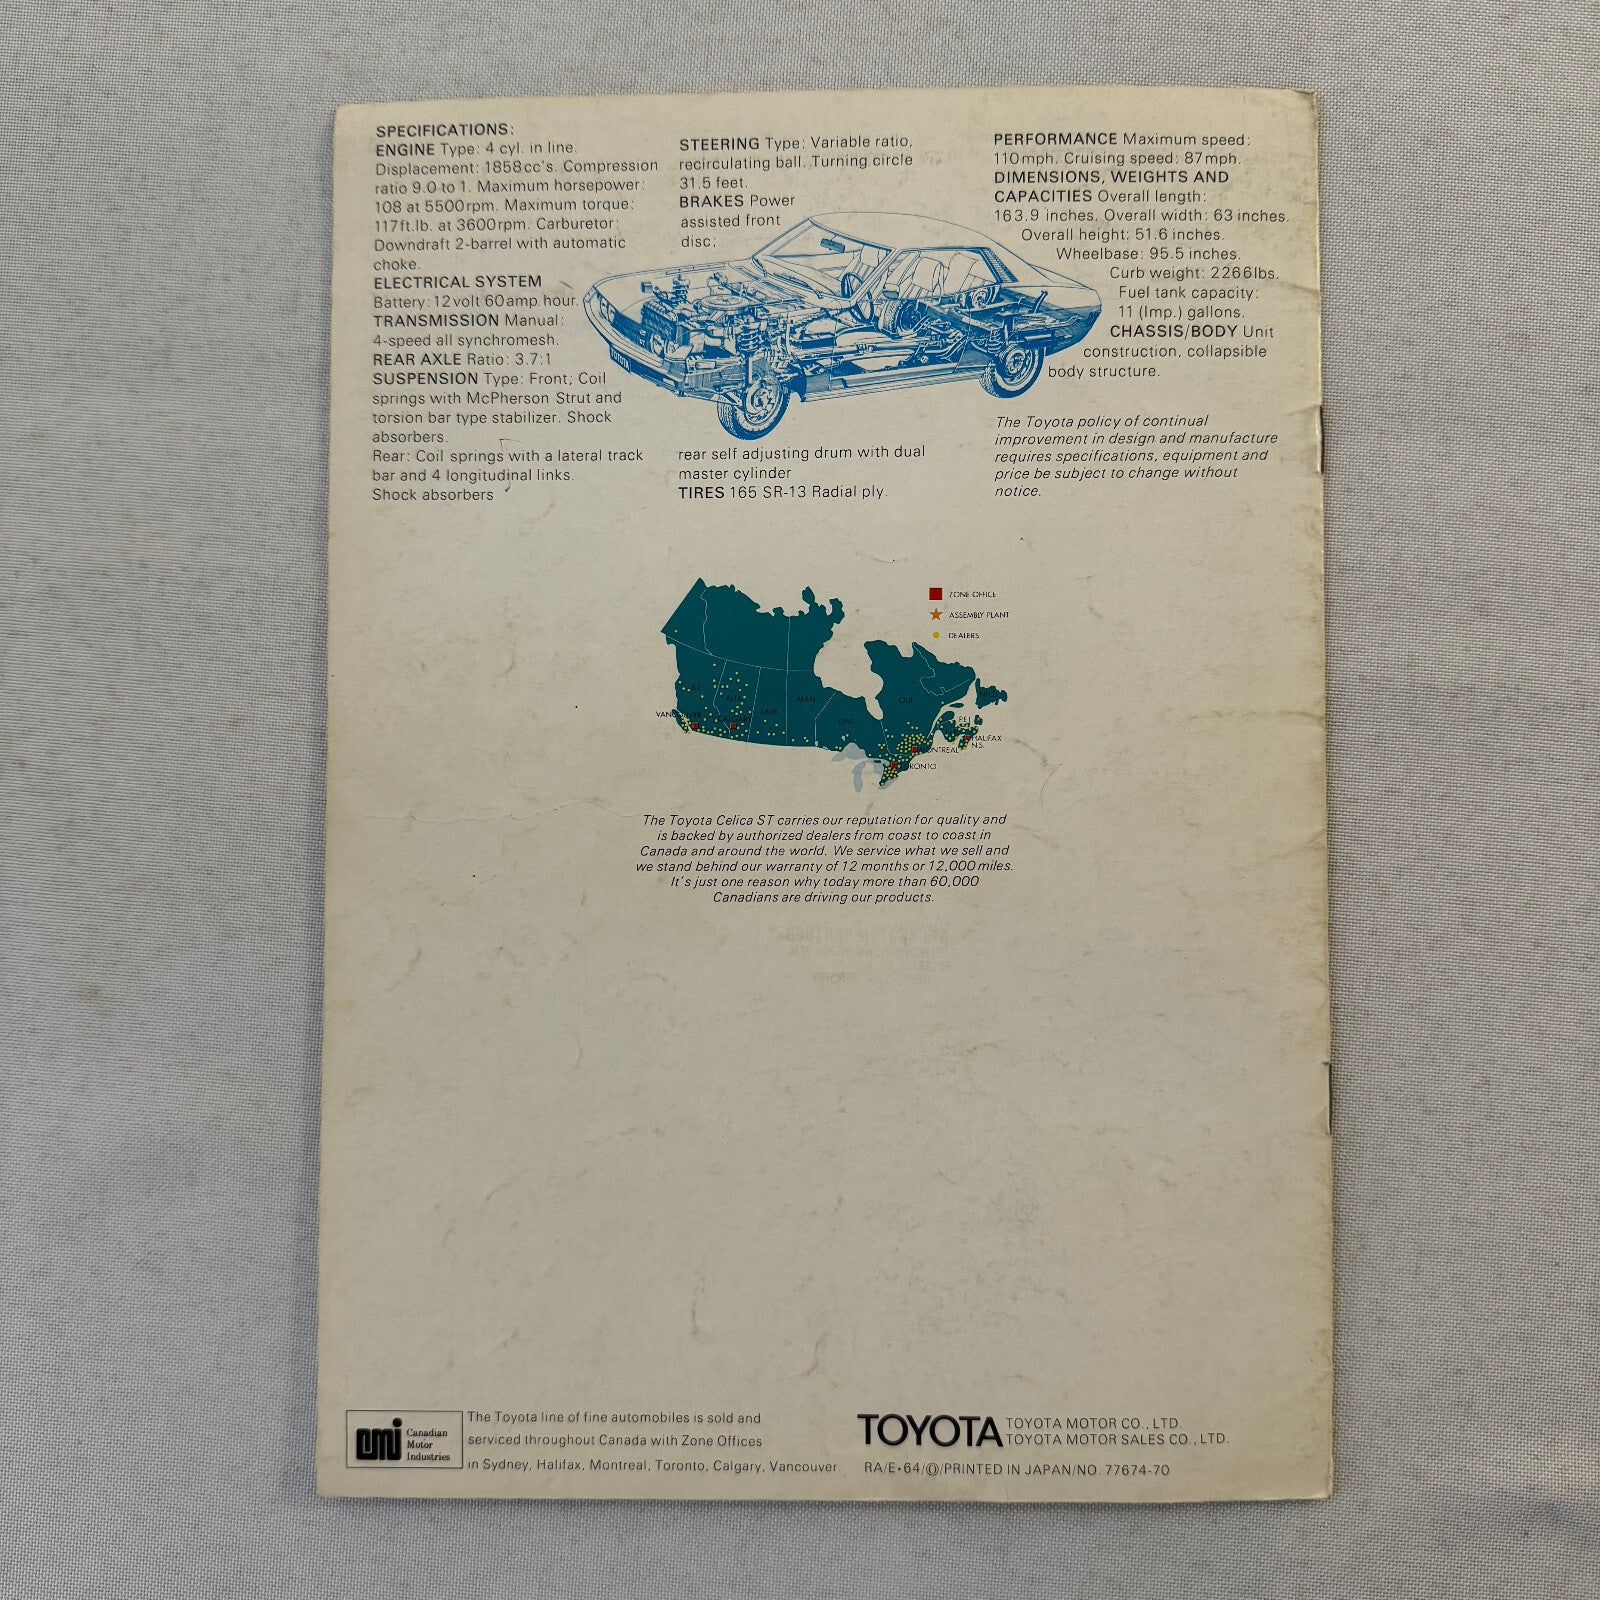 SPECIFICATIONS:
ENGINE Type: 4 cyl. in line.
Displacement: 1858cc's. Compression
ratio 9.0 to 1. Maximum horsepower:
108 at 5500rpm. Maximum torque:
117ft.lb. at 3600rpm. Carburetor:
Downdraft 2-barrel with automatic
choke.
ELECTRICAL SYSTEM
Battery: 12volt 60amp. hour.
TRANSMISSION Manual:
4-speed all synchromesh.
REAR AXLE Ratio: 3.7:1
SUSPENSION Type: Front; Coil
springs with McPherson Strut and
torsion bar type stabilizer. Shock
absorbers.
Rear: Coil springs with a lateral track
bar and 4 longitudinal links.
Shock absorbers
STEERING Type: Variable ratio,
recirculating ball. Turning circle
31.5 feet.
BRAKES Power
assisted front
disc;
TOYOTA
rear self adjusting drum with dual
master cylinder
TIRES 165 SR-13 Radial ply.
PERFORMANCE Maximum speed:
110mph. Cruising speed: 87mph.
DIMENSIONS, WEIGHTS AND
CAPACITIES Overall length:
163.9 inches. Overall width: 63 inches.
Overall height: 51.6 inches.
Wheelbase: 95.5 inches.
Curb weight: 2266lbs.
Fuel tank capacity:
11 (Imp.) gallons.
CHASSIS/BODY Unit
construction, collapsible
body structure.
The Toyota policy of continual
improvement in design and manufacture
requires specifications, equipment and
price be subject to change without
notice.
ZONE OFFICE
ASSEMBLY PLANT
DEALERS
B.C.
ALTA
SASK
MAN
ONT
QUE
NFLD
P.E.I
VANCOUVER
CALGARY
HALIFAX
N.S.
MONTREAL
TORONTO
The Toyota Celica ST carries our reputation for quality and
is backed by authorized dealers from coast to coast in
Canada and around the world. We service what we sell and
we stand behind our warranty of 12 months or 12,000 miles.
It's just one reason why today more than 60,000
Canadians are driving our products.
cmi Canadian
Motor
Industries
The Toyota line of fine automobiles is sold and
serviced throughout Canada with Zone Offices
in Sydney, Halifax, Montreal, Toronto, Calgary, Vancouver
TOYOTA TOYOTA MOTOR CO., LTD.
TOYOTA MOTOR SALES CO., LTD.
RA/E•64/Ⓓ/PRINTED IN JAPAN/NO. 77674-70